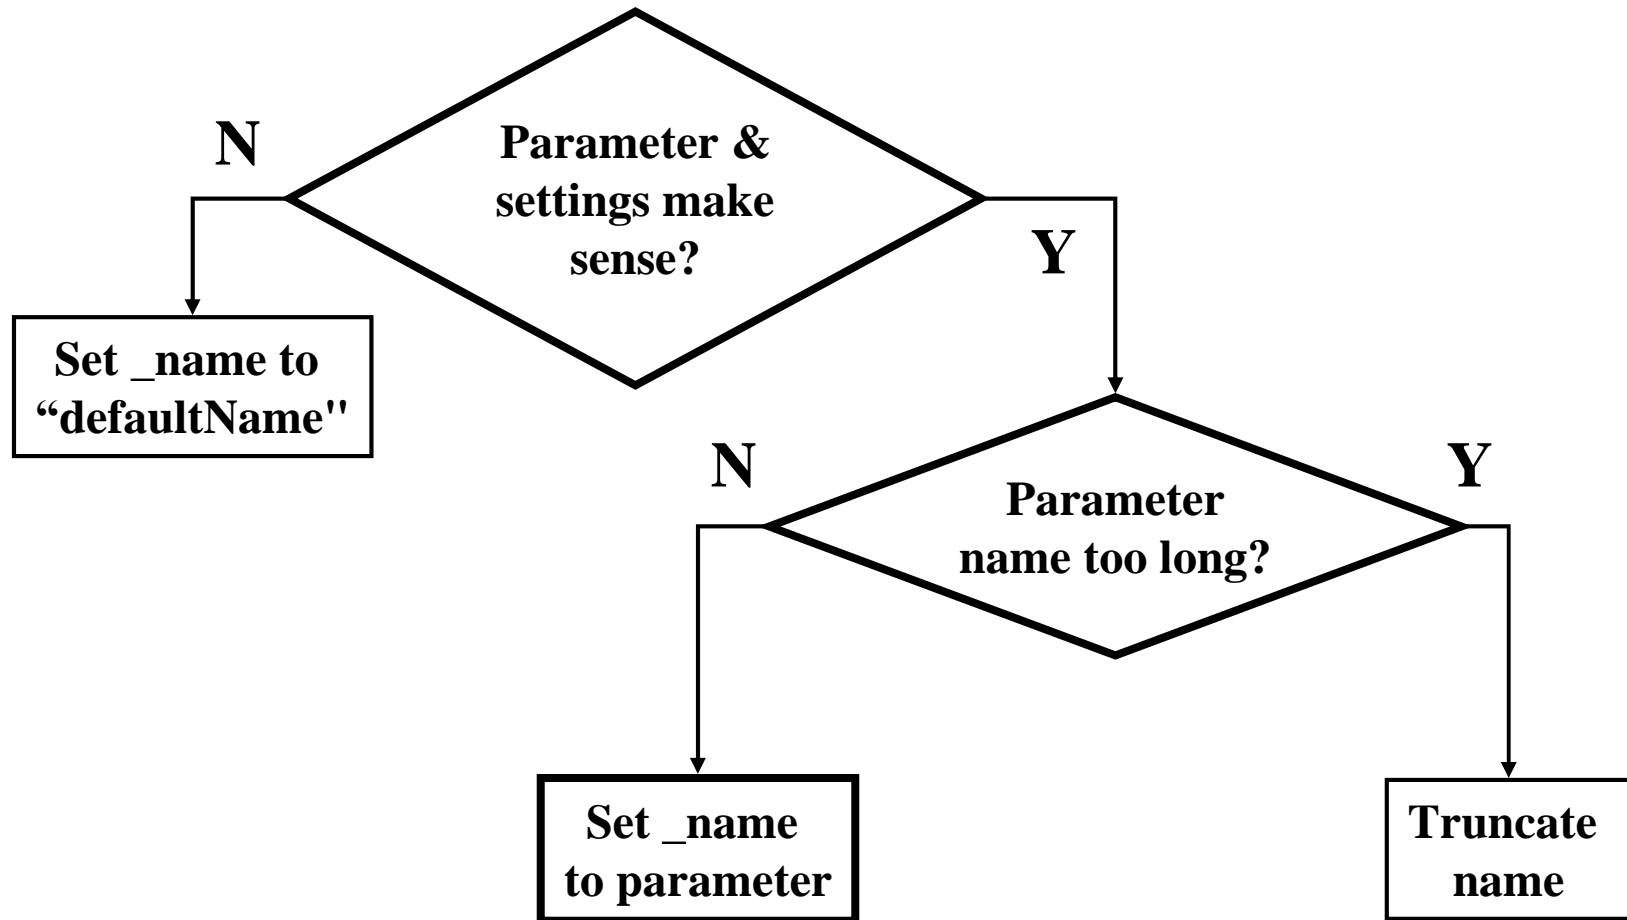 N
Parameter &
settings make
sense?
Y
Set _name to
“defaultName"
N
Parameter
name too long?
Y
Set _name
to parameter
Truncate
name